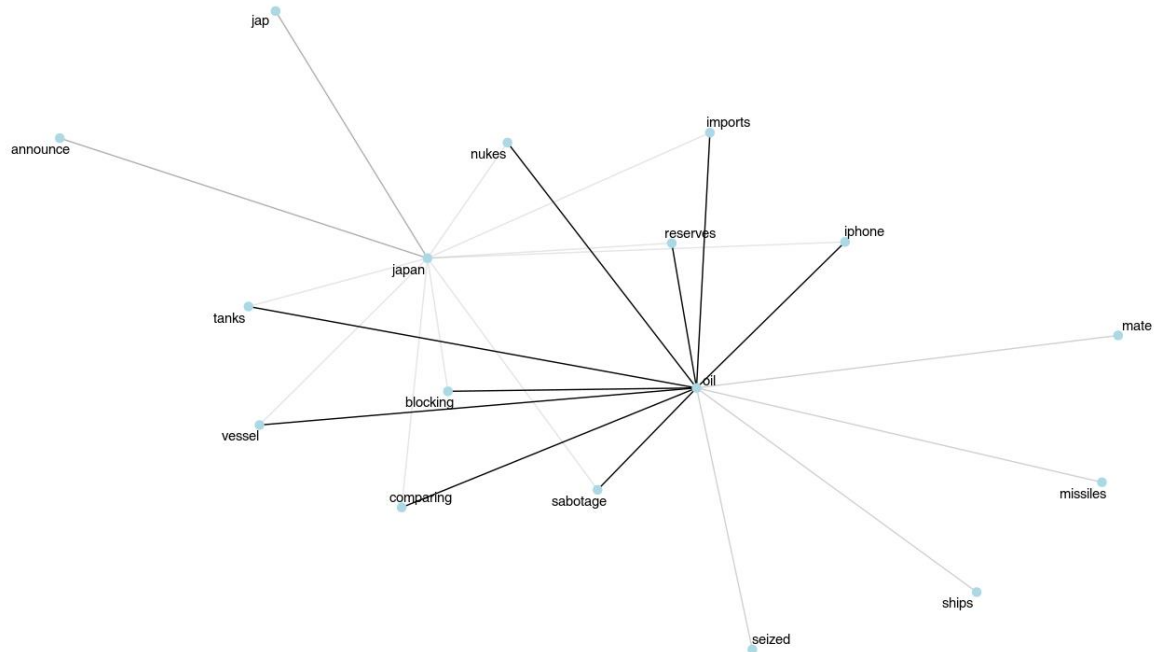 jap
imports
announce
nukes
reserves
iphone
japan
tanks
mate
oil
blocking
vessel
comparing
sabotage
missiles
ships
seized